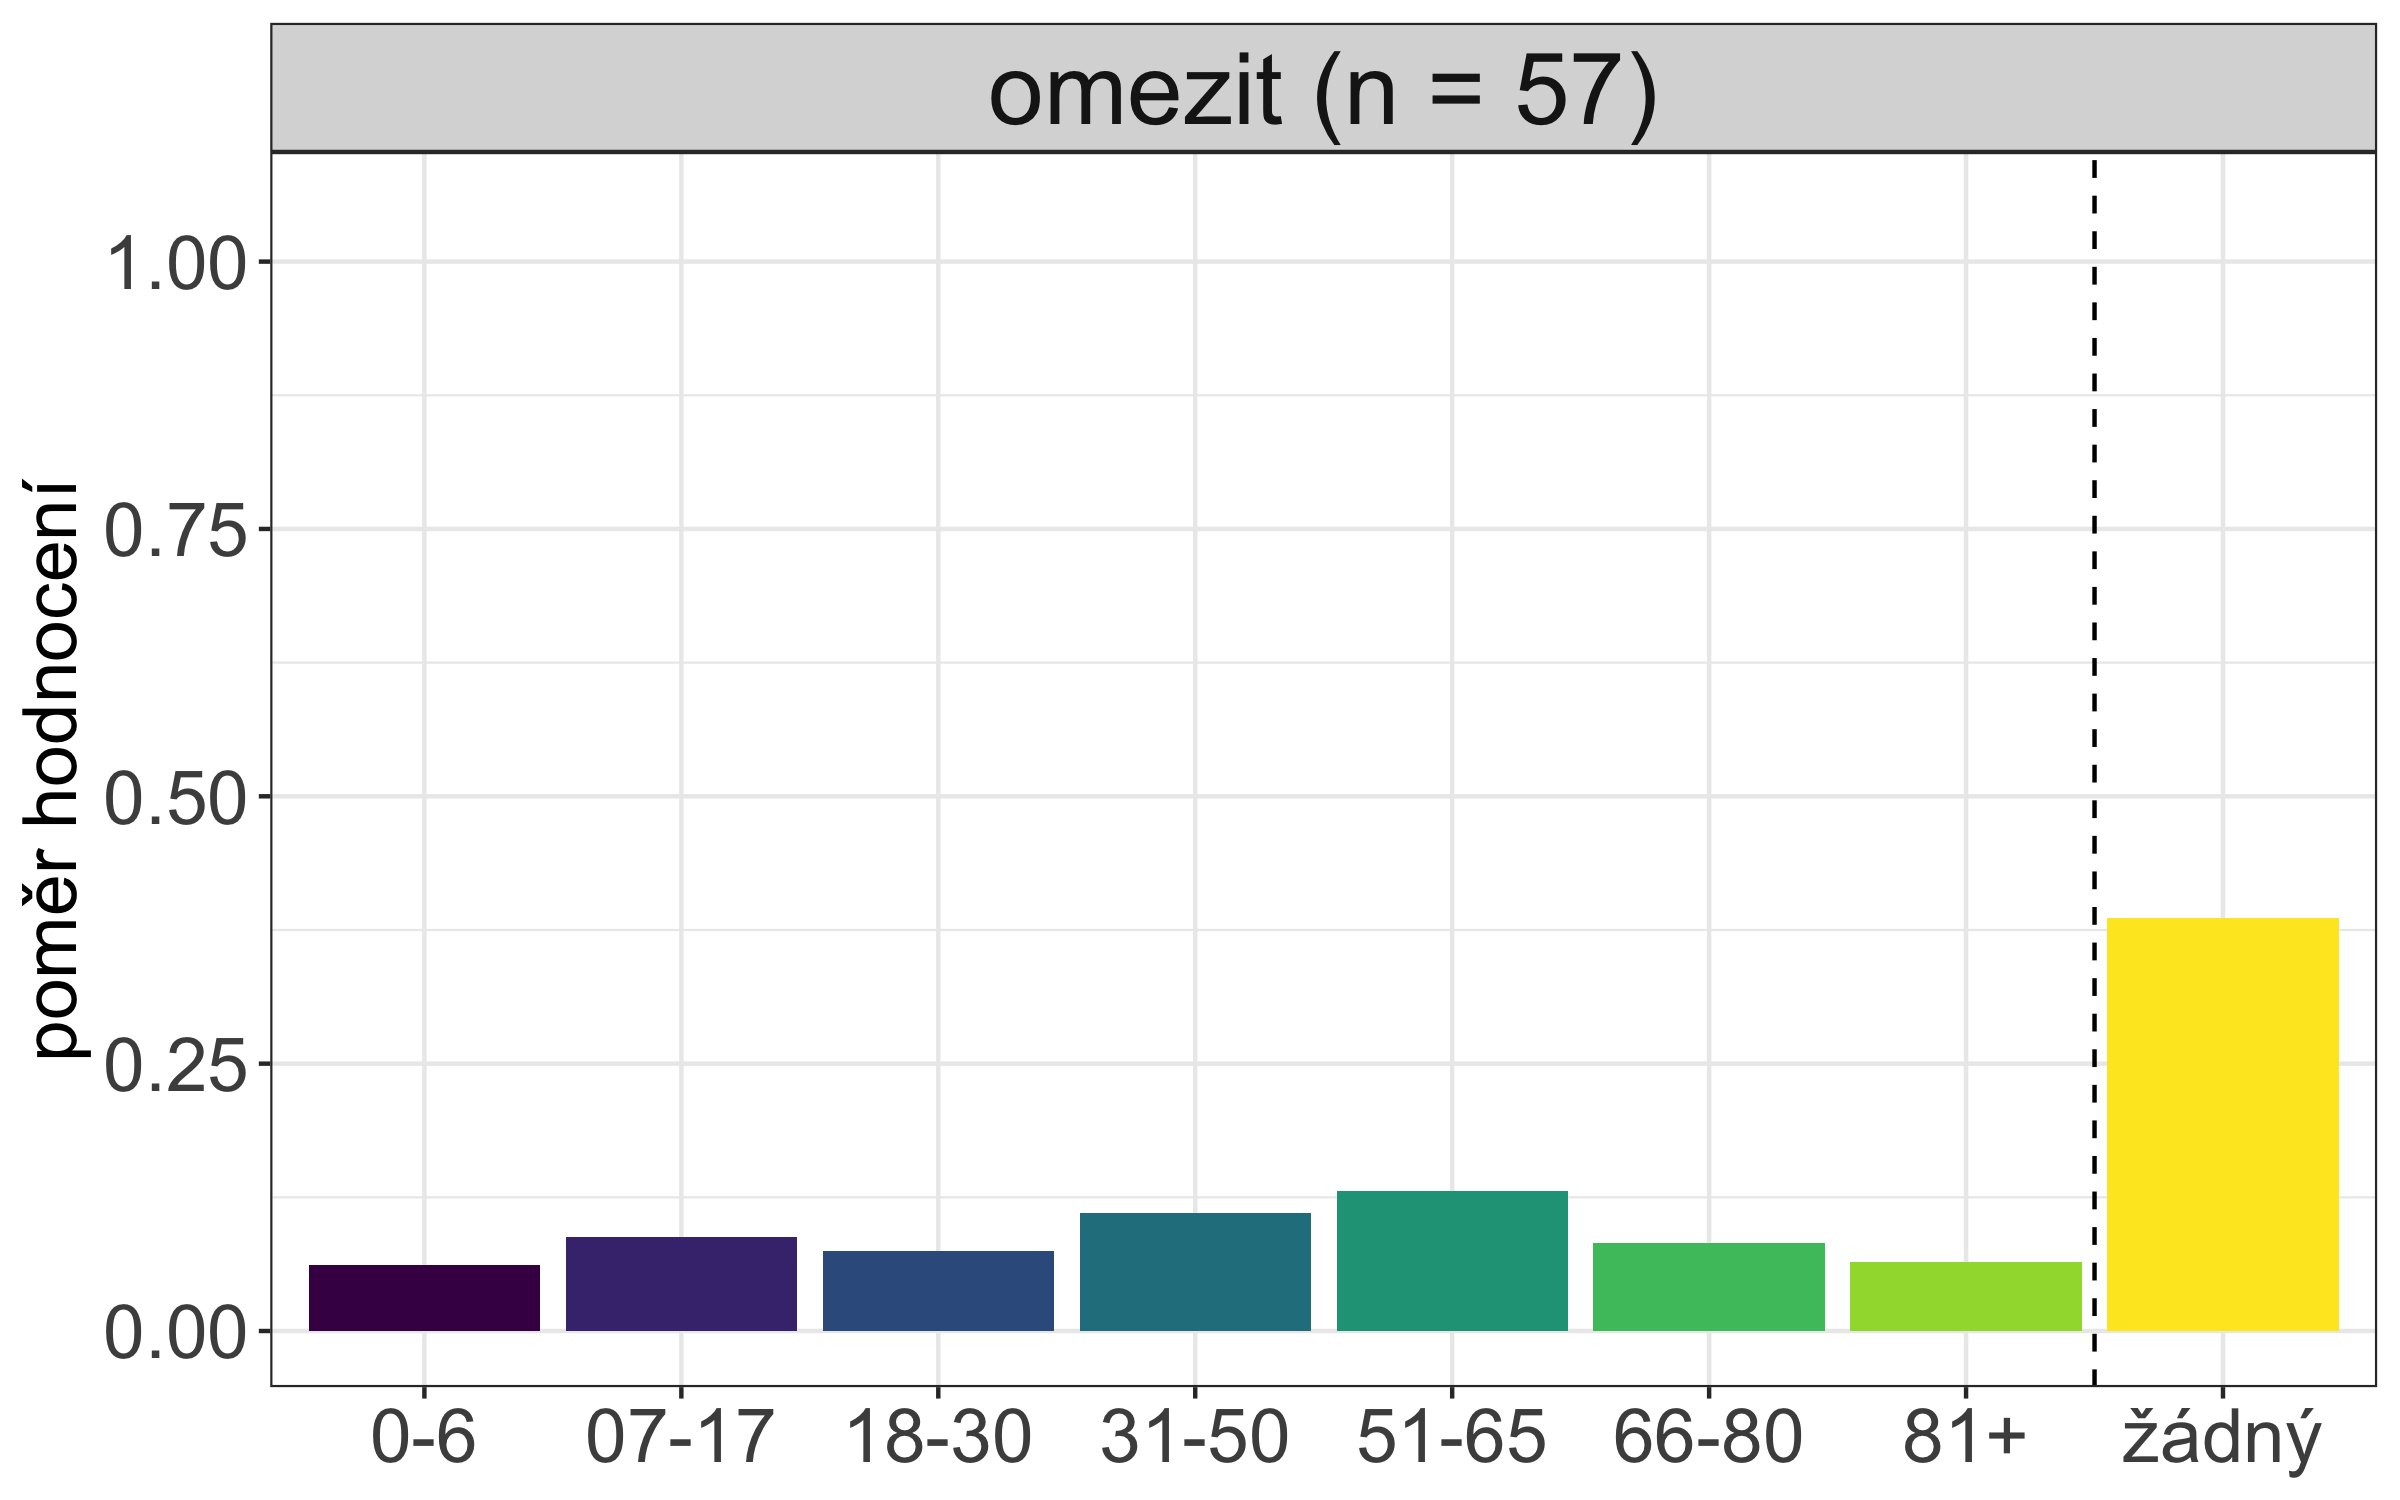 omezit (n = 57)
poměr hodnocení
1.00
0.75
0.50
0.25
0.00
0-6 07-17 18-30 31-50 51-65 66-80 81+ žádný